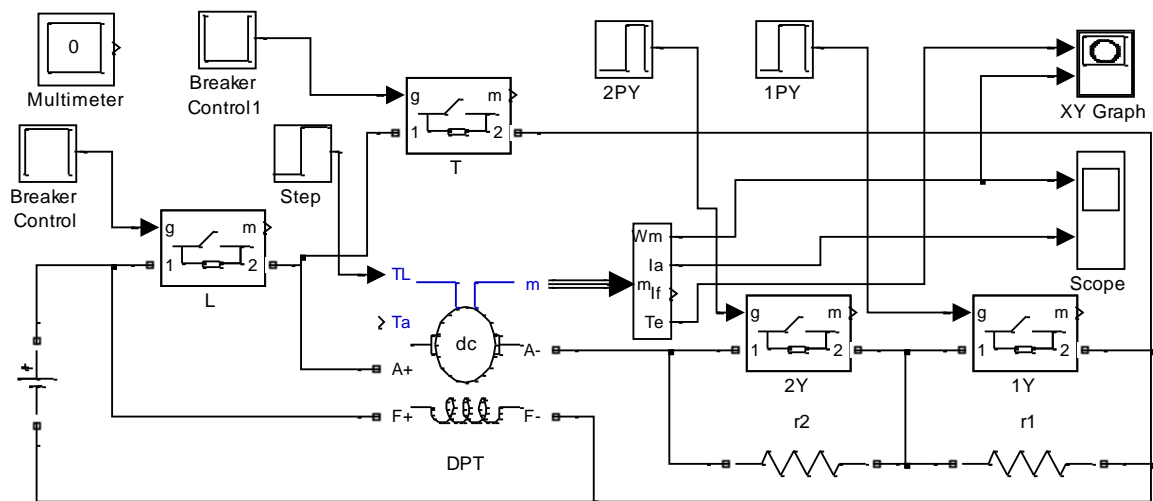 0
Multimeter
Breaker
Control1
2PY
1PY
XY Graph
g
m
1
2
T
Breaker
Control
Step
g
m
1
2
L
TL
m
Ta
dc
A+
A-
F+
F-
DPT
m
Wm
Ia
If
Te
Scope
g
m
1
2
2Y
g
m
1
2
1Y
r2
r1
+